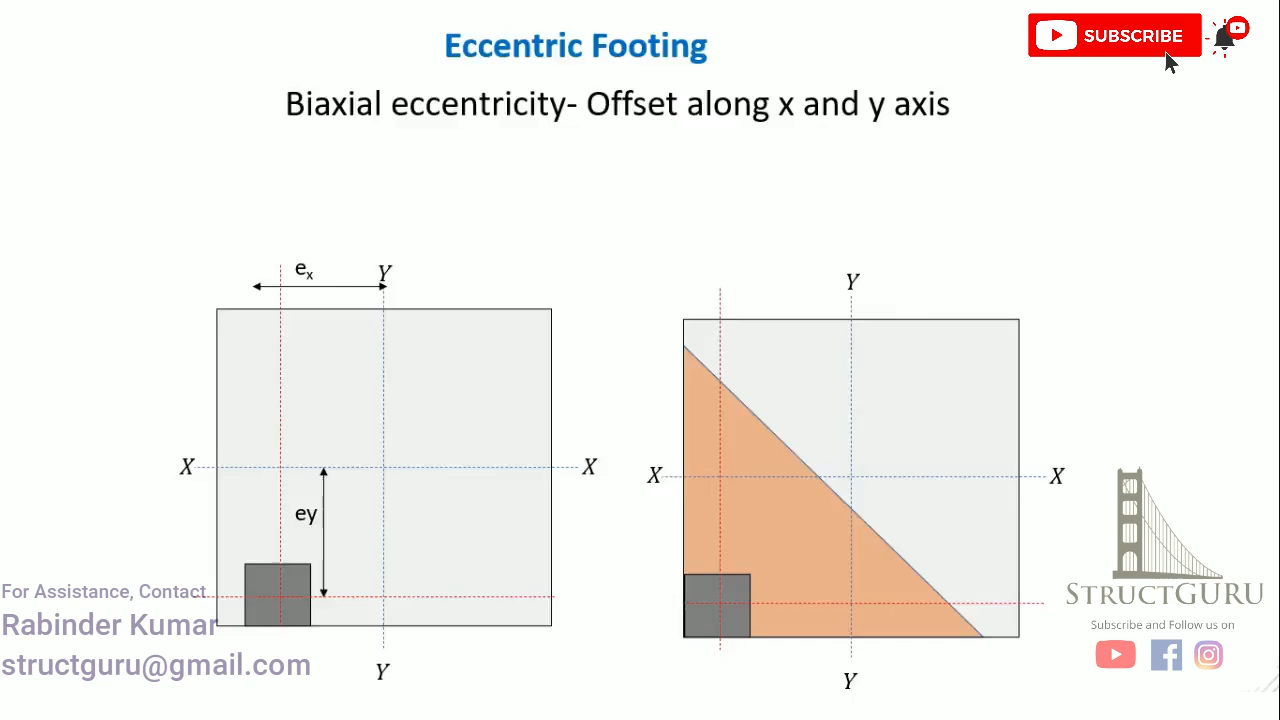 Eccentric Footing
SUBSCRIBE
Biaxial eccentricity- Offset along x and y axis
ex
Y
Y
X
X
X
X
ey
For Assistance, Contact
Rabinder Kumar
structguru@gmail.com
Y
Y
STRUCTGURU
Subscribe and Follow us on